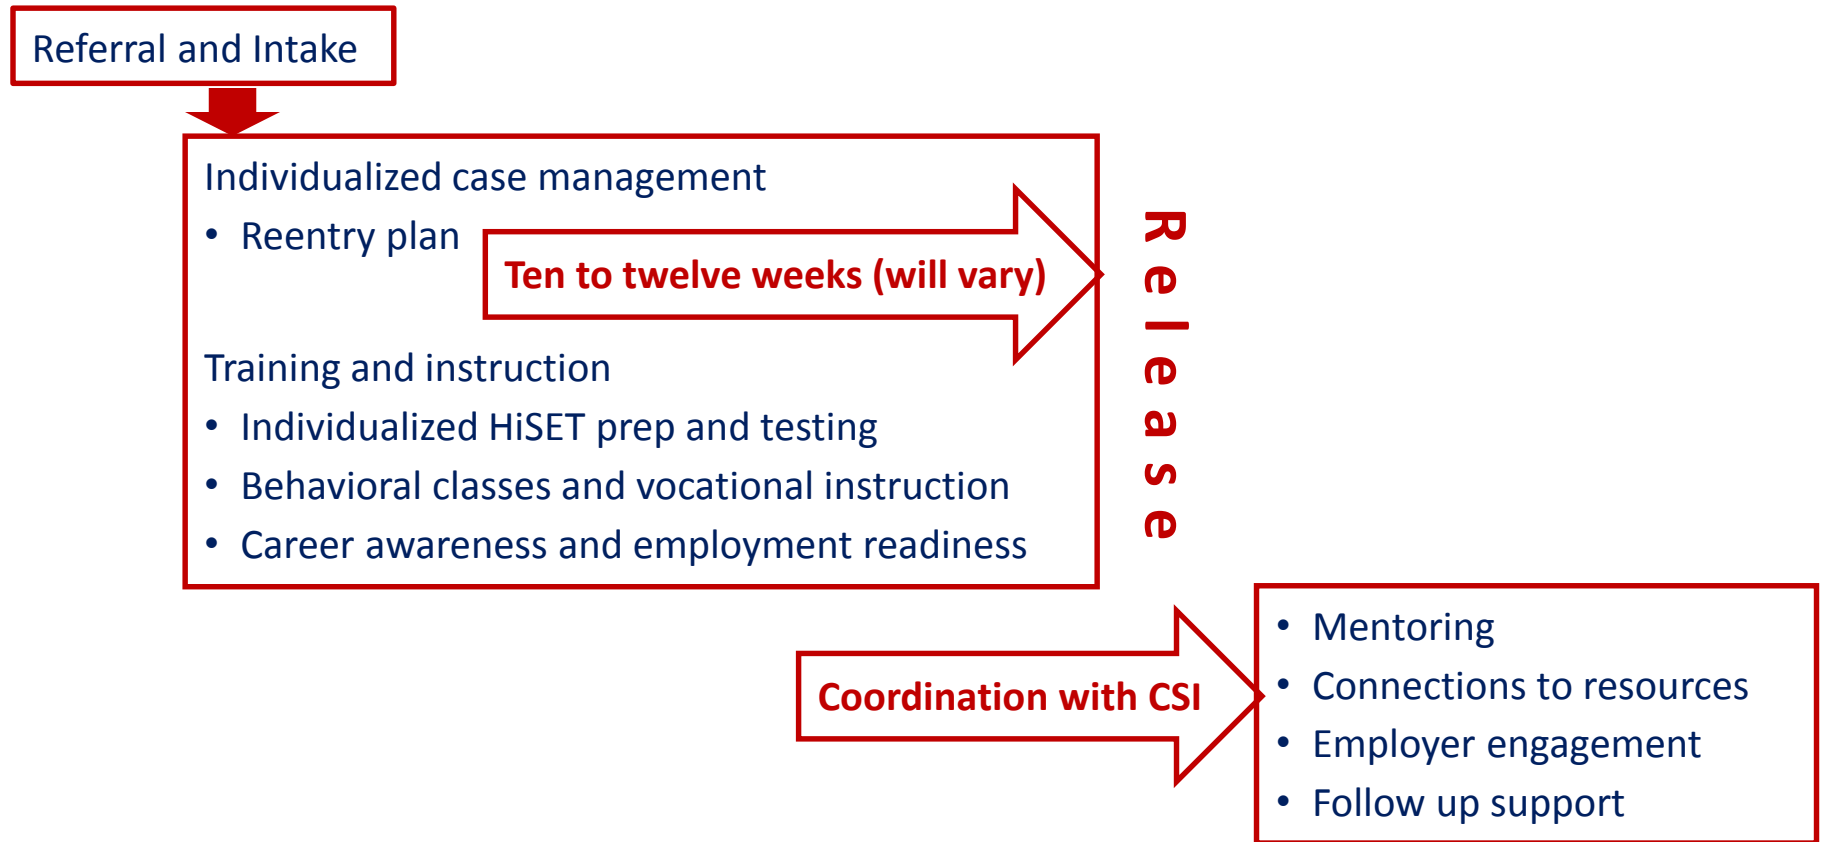 Referral and Intake
Individualized case management
• Reentry plan
Ten to twelve weeks (will vary)
Training and instruction
• Individualized HiSET prep and testing
• Behavioral classes and vocational instruction
• Career awareness and employment readiness
Release
Coordination with CSI
• Mentoring
• Connections to resources
• Employer engagement
• Follow up support